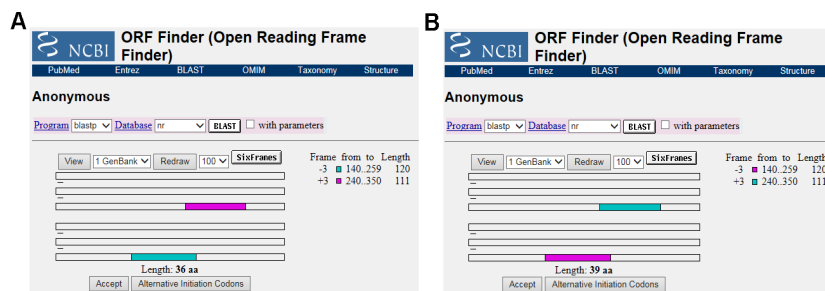 A
NCBI
ORF Finder (Open Reading Frame
Finder)
PubMed Entrez BLAST OMIM Taxonomy Structure
Anonymous
Program blastp Database nr BLAST with parameters
View 1 GenBank Redraw 100 SixFrames
Frame from to Length
-3 140..259 120
+3 240..350 111
Length: 36 aa
Accept Alternative Initiation Codons
B
NCBI
ORF Finder (Open Reading Frame
Finder)
PubMed Entrez BLAST OMIM Taxonomy Structure
Anonymous
Program blastp Database nr BLAST with parameters
View 1 GenBank Redraw 100 SixFrames
Frame from to Length
-3 140..259 120
+3 240..350 111
Length: 39 aa
Accept Alternative Initiation Codons